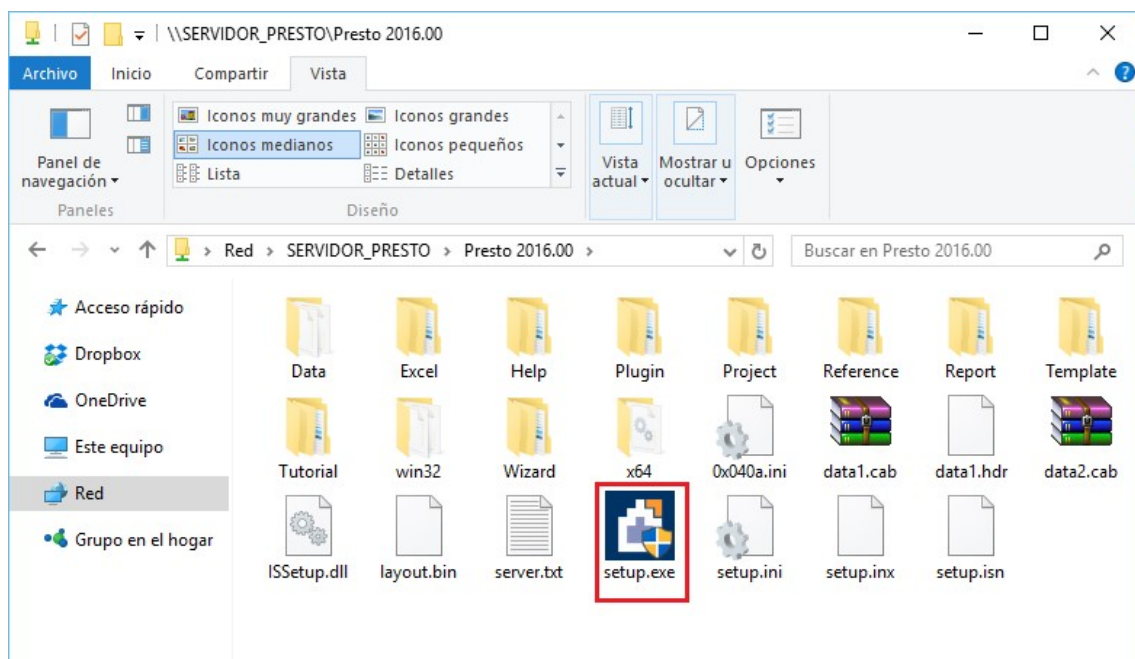 \\SERVIDOR_PRESTO\Presto 2016.00
Archivo Inicio Compartir Vista
Panel de navegación
Iconos muy grandes Iconos grandes
Iconos medianos Iconos pequeños
Lista Detalles
Vista actual
Mostrar u ocultar
Opciones
Paneles Diseño
Red > SERVIDOR_PRESTO > Presto 2016.00 >
Buscar en Presto 2016.00
Acceso rápido
Dropbox
OneDrive
Este equipo
Red
Grupo en el hogar
Data Excel Help Plugin Project Reference Report Template
Tutorial win32 Wizard x64 0x040a.ini data1.cab data1.hdr data2.cab
ISSetup.dll layout.bin server.txt setup.exe setup.ini setup.inx setup.isn